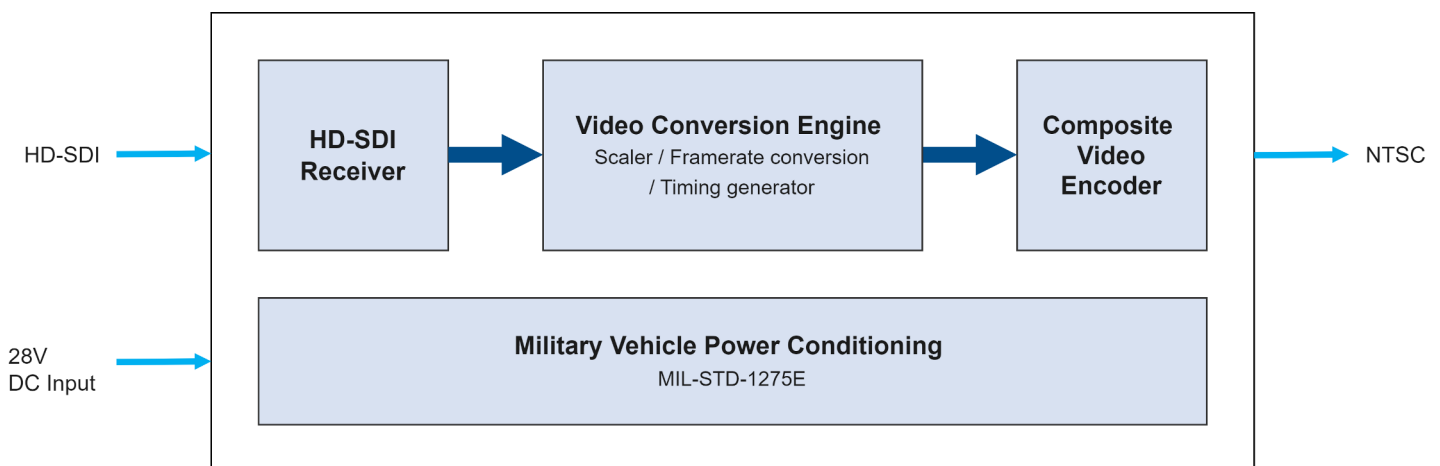 HD-SDI
HD-SDI
Receiver
Video Conversion Engine
Scaler / Framerate conversion
/ Timing generator
Composite
Video
Encoder
NTSC
28V
DC Input
Military Vehicle Power Conditioning
MIL-STD-1275E